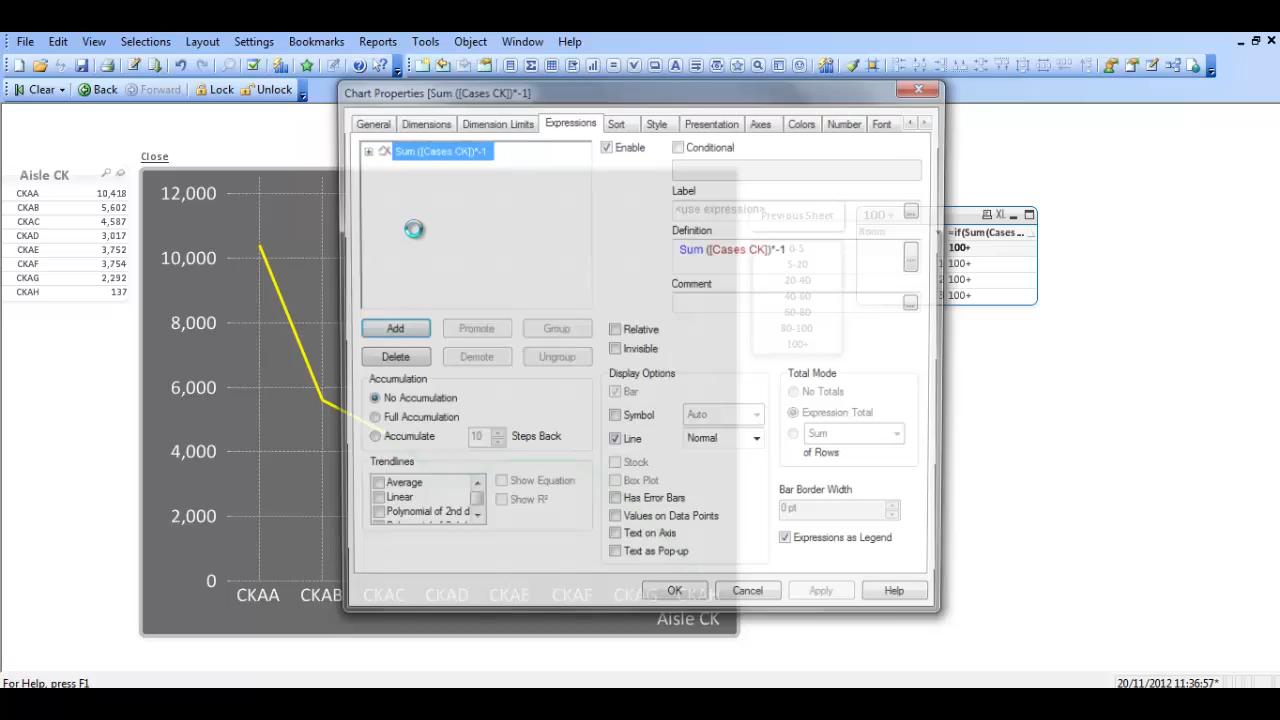 File Edit View Selections Layout Settings Bookmarks Reports Tools Object Window Help
Clear Back Forward Lock Unlock
Chart Properties [Sum ([Cases CK])*-1]
General Dimensions Dimension Limits Expressions Sort Style Presentation Axes Colors Number Font
Sum ([Cases CK])*-1
Enable Conditional
Label
<use expression>
Definition
Sum ([Cases CK])*-1
Comment
Add Promote Group
Delete Demote Ungroup
Relative
Invisible
Accumulation
No Accumulation
Full Accumulation
Accumulate 10 Steps Back
Trendlines
Average
Linear
Polynomial of 2nd d
Show Equation
Show R²
Display Options
Bar
Symbol Auto
Line Normal
Stock
Box Plot
Has Error Bars
Values on Data Points
Text on Axis
Text as Pop-up
Total Mode
No Totals
Expression Total
Sum
of Rows
Bar Border Width
0 pt
Expressions as Legend
OK Cancel Apply Help
Close
Aisle CK
CKAA 10,418
CKAB 5,602
CKAC 4,587
CKAD 3,017
CKAE 3,752
CKAF 3,754
CKAG 2,292
CKAH 137
12,000
10,000
8,000
6,000
4,000
2,000
0
CKAA CKAB CKAC CKAD CKAE CKAF CKAG CKAH
Aisle CK
Previous Sheet
0-5
5-20
20-40
40-60
60-80
80-100
100+
100 +
Room
XL
=if(Sum(Cases ...
100+
100+
100+
100+
For Help, press F1
20/11/2012 11:36:57*